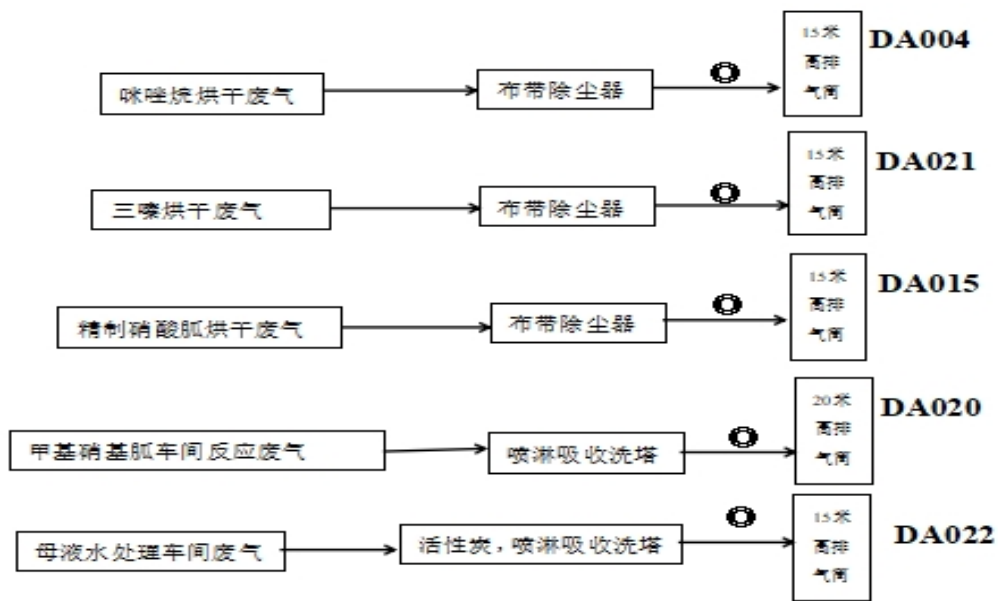 咪唑烷烘干废气
布带除尘器
15米
高排
气筒
DA004
三嗪烘干废气
布带除尘器
15米
高排
气筒
DA021
精制硝酸胍烘干废气
布带除尘器
15米
高排
气筒
DA015
甲基硝基胍车间反应废气
喷淋吸收洗塔
20米
高排
气筒
DA020
母液水处理车间废气
活性炭，喷淋吸收洗塔
15米
高排
气筒
DA022